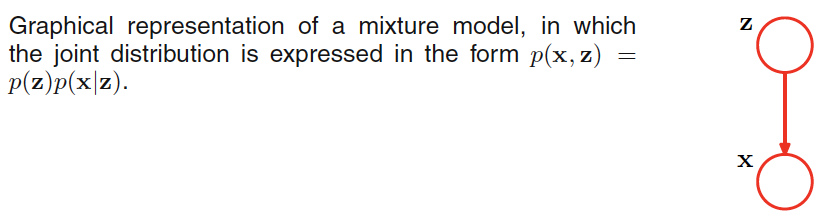 Graphical representation of a mixture model, in which
the joint distribution is expressed in the form p(x, z) =
p(z)p(x|z).
z
x